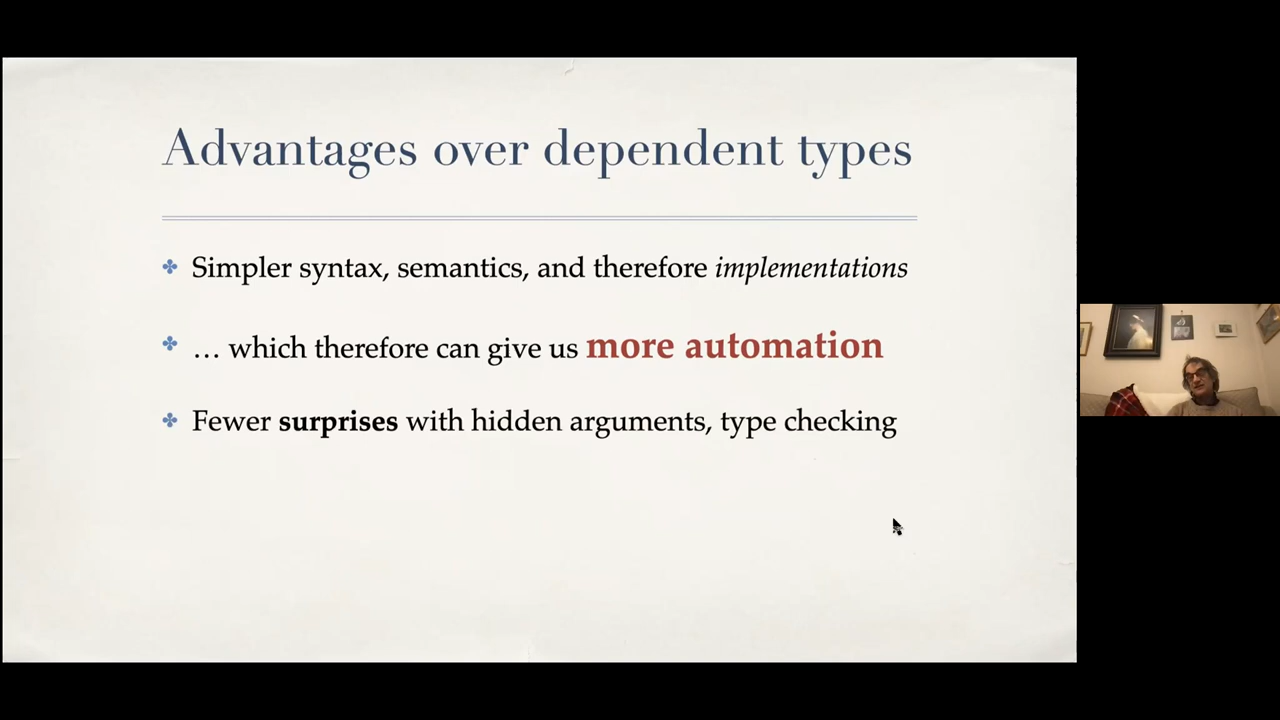 Advantages over dependent types
Simpler syntax, semantics, and therefore implementations
… which therefore can give us more automation
Fewer surprises with hidden arguments, type checking